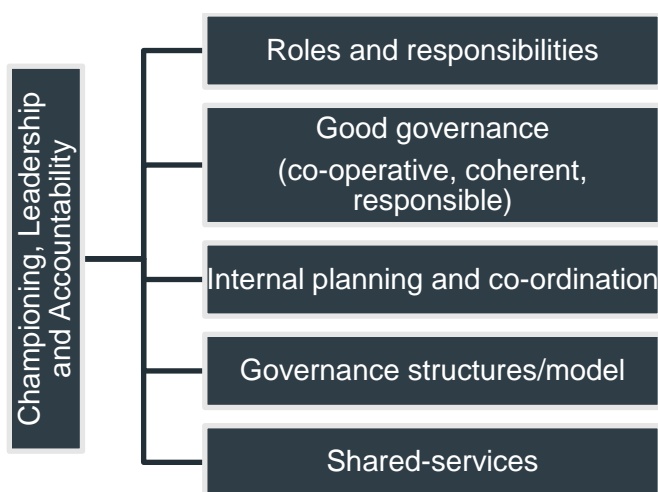 Championing, Leadership
and Accountability
Roles and responsibilities
Good governance
(co-operative, coherent,
responsible)
Internal planning and co-ordination
Governance structures/model
Shared-services